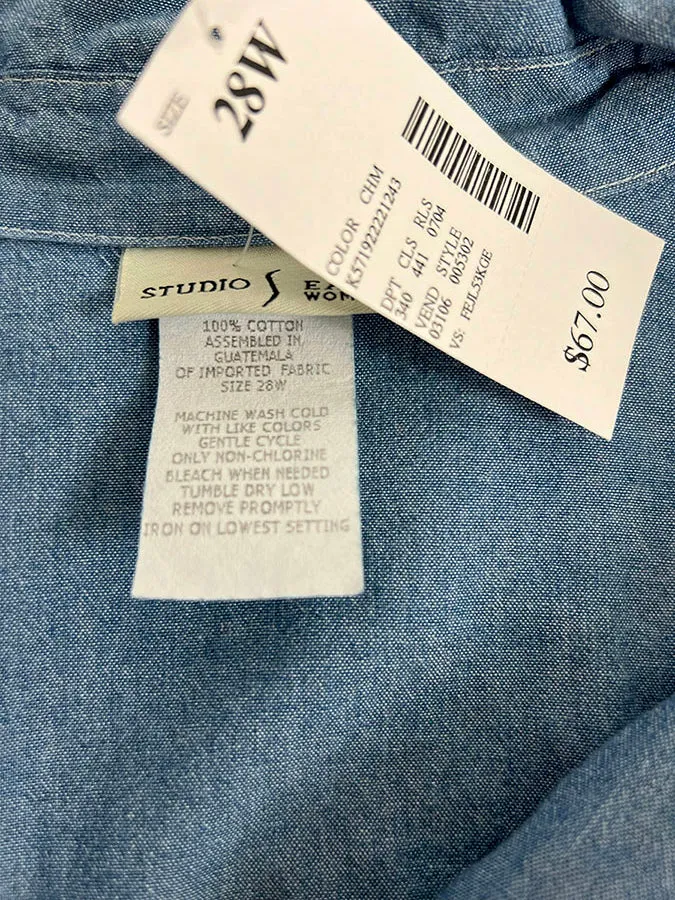 SIZE
28W
COLOR CHM
K571922221243
DPT CLS RLS
340 441 0704
VEND STYLE
03106 005302
VS: FEJL53KGE
$67.00
STUDIO
100% COTTON
ASSEMBLED IN
GUATEMALA
OF IMPORTED FABRIC
SIZE 28W
MACHINE WASH COLD
WITH LIKE COLORS
GENTLE CYCLE
ONLY NON-CHLORINE
BLEACH WHEN NEEDED
TUMBLE DRY LOW
REMOVE PROMPTLY
IRON ON LOWEST SETTING